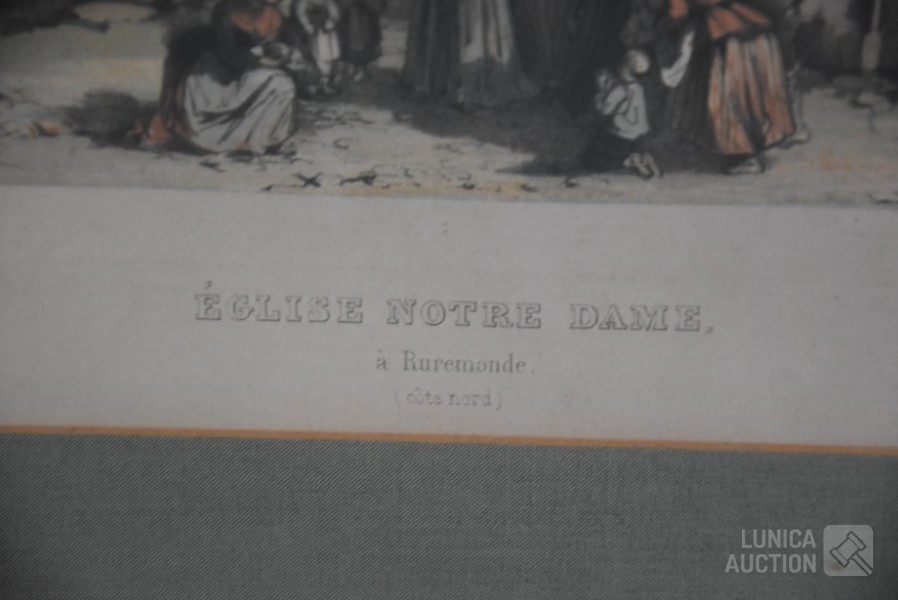 ÉGLISE NOTRE DAME,
à Ruremonde.
(côte nord)
LUNICA
AUCTION